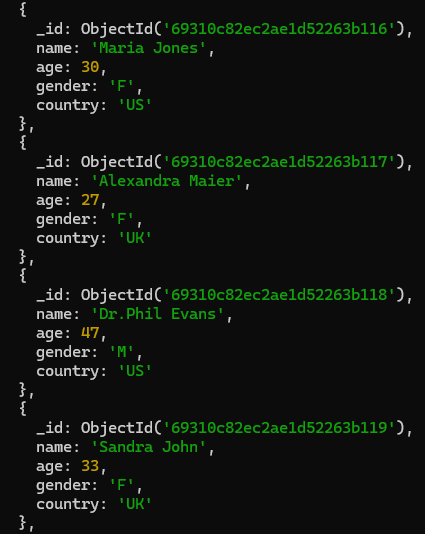 {
_id: ObjectId('69310c82ec2ae1d52263b116'),
name: 'Maria Jones',
age: 30,
gender: 'F',
country: 'US'
},
{
_id: ObjectId('69310c82ec2ae1d52263b117'),
name: 'Alexandra Maier',
age: 27,
gender: 'F',
country: 'UK'
},
{
_id: ObjectId('69310c82ec2ae1d52263b118'),
name: 'Dr.Phil Evans',
age: 47,
gender: 'M',
country: 'US'
},
{
_id: ObjectId('69310c82ec2ae1d52263b119'),
name: 'Sandra John',
age: 33,
gender: 'F',
country: 'UK'
},